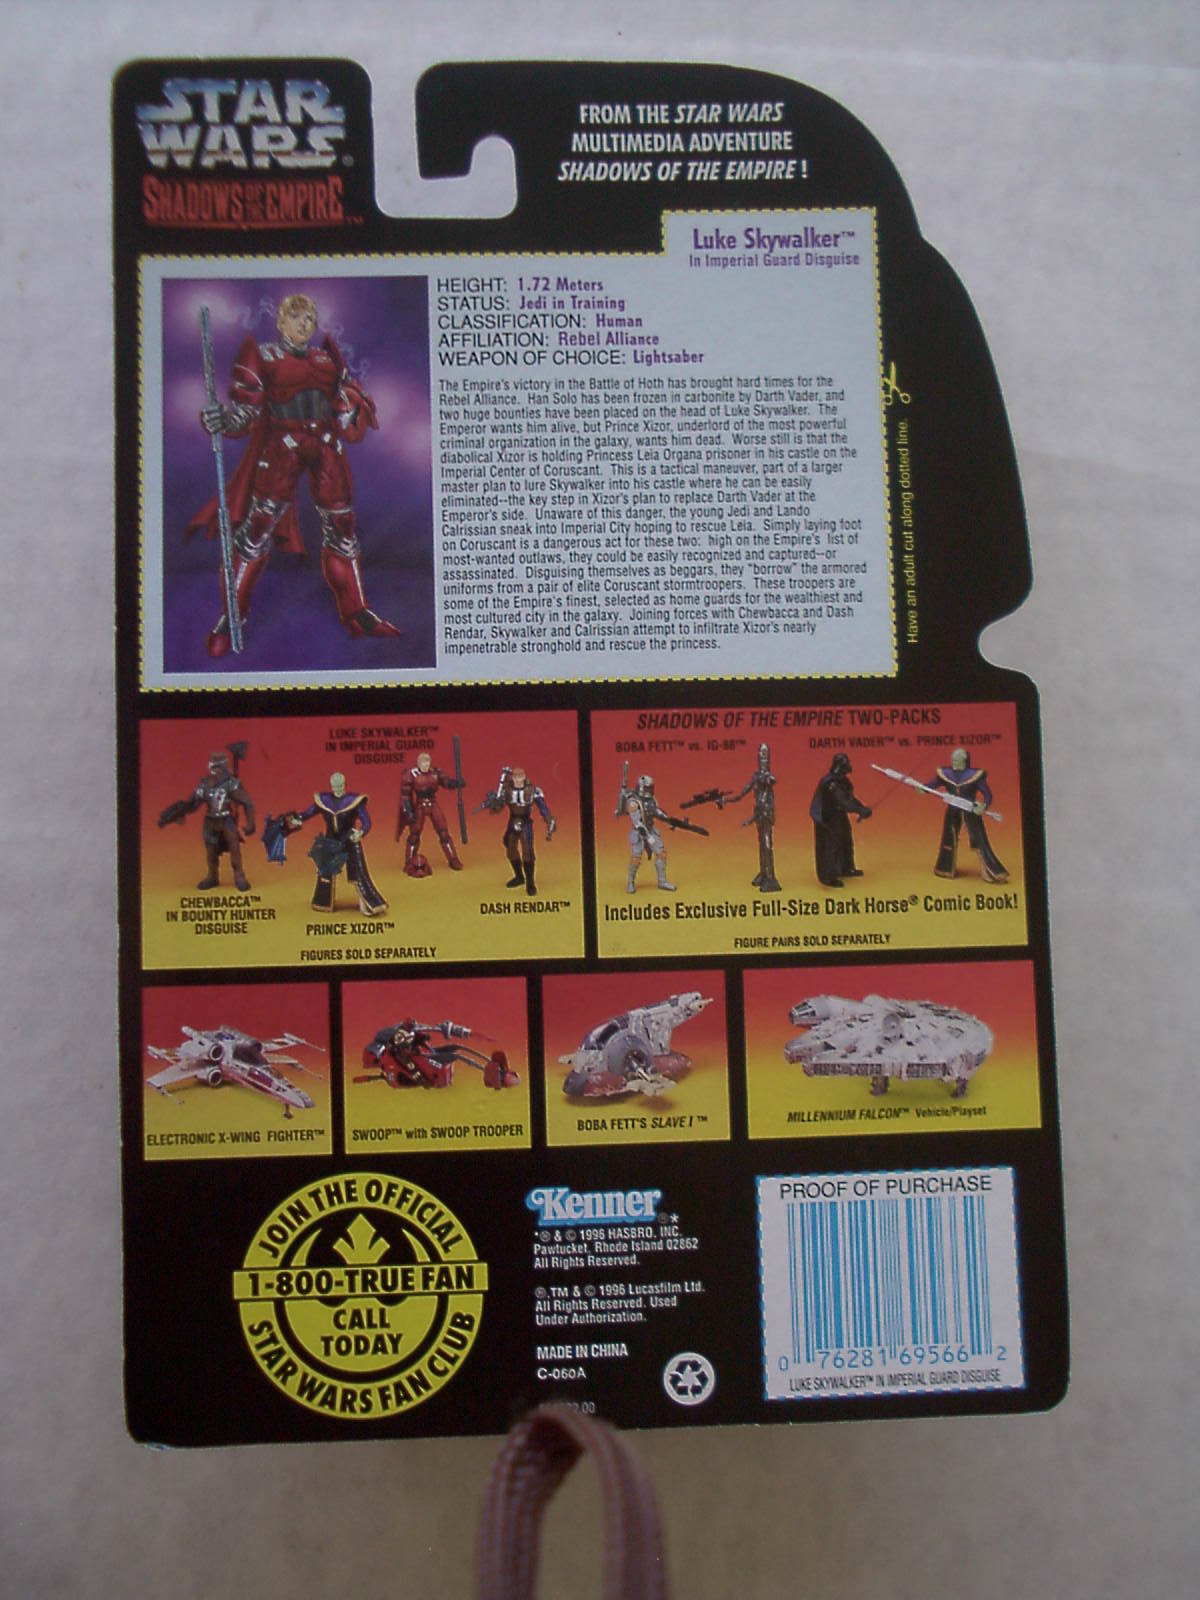 STAR
WARS®
SHADOWS OF THE EMPIRE™
FROM THE STAR WARS
MULTIMEDIA ADVENTURE
SHADOWS OF THE EMPIRE!
Luke Skywalker™
In Imperial Guard Disguise
HEIGHT: 1.72 Meters
STATUS: Jedi in Training
CLASSIFICATION: Human
AFFILIATION: Rebel Alliance
WEAPON OF CHOICE: Lightsaber
The Empire's victory in the Battle of Hoth has brought hard times for the
Rebel Alliance. Han Solo has been frozen in carbonite by Darth Vader, and
two huge bounties have been placed on the head of Luke Skywalker. The
Emperor wants him alive, but Prince Xizor, underlord of the most powerful
criminal organization in the galaxy, wants him dead. Worse still is that the
diabolical Xizor is holding Princess Leia Organa prisoner in his castle on the
Imperial Center of Coruscant. This is a tactical maneuver, part of a larger
master plan to lure Skywalker into his castle where he can be easily
eliminated--the key step in Xizor's plan to replace Darth Vader at the
Emperor's side. Unaware of this danger, the young Jedi and Lando
Calrissian sneak into Imperial City hoping to rescue Leia. Simply laying foot
on Coruscant is a dangerous act for these two: high on the Empire's list of
most-wanted outlaws, they could be easily recognized and captured--or
assassinated. Disguising themselves as beggars, they "borrow" the armored
uniforms from a pair of elite Coruscant stormtroopers. These troopers are
some of the Empire's finest, selected as home guards for the wealthiest and
most cultured city in the galaxy. Joining forces with Chewbacca and Dash
Rendar, Skywalker and Calrissian attempt to infiltrate Xizor's nearly
impenetrable stronghold and rescue the princess.
Have an adult cut along dotted line.
LUKE SKYWALKER™
IN IMPERIAL GUARD
DISGUISE
CHEWBACCA™
IN BOUNTY HUNTER
DISGUISE
PRINCE XIZOR™
DASH RENDAR™
FIGURES SOLD SEPARATELY
SHADOWS OF THE EMPIRE TWO-PACKS
BOBA FETT™ vs. IG-88™
DARTH VADER™ vs. PRINCE XIZOR™
Includes Exclusive Full-Size Dark Horse® Comic Book!
FIGURE PAIRS SOLD SEPARATELY
ELECTRONIC X-WING FIGHTER™
SWOOP™ with SWOOP TROOPER
BOBA FETT'S SLAVE I™
MILLENNIUM FALCON™ Vehicle/Playset
JOIN THE OFFICIAL
1-800-TRUE FAN
CALL
TODAY
STAR WARS FAN CLUB
Kenner®*
*® & © 1996 HASBRO, INC.
Pawtucket, Rhode Island 02862
All Rights Reserved.
®,TM & © 1996 Lucasfilm Ltd.
All Rights Reserved. Used
Under Authorization.
MADE IN CHINA
C-060A
PROOF OF PURCHASE
0 76281 69566 2
LUKE SKYWALKER™ IN IMPERIAL GUARD DISGUISE